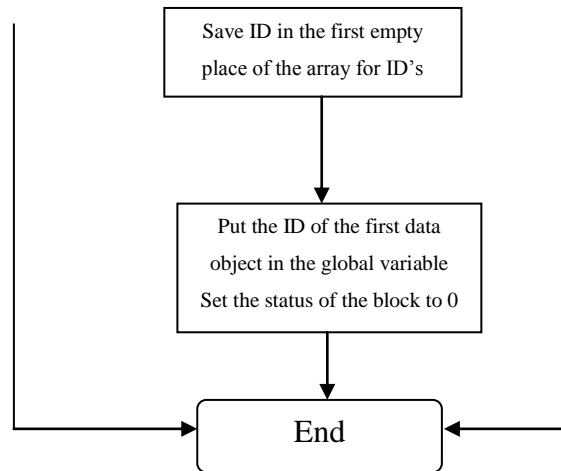 Save ID in the first empty
place of the array for ID’s
Put the ID of the first data
object in the global variable
Set the status of the block to 0
End